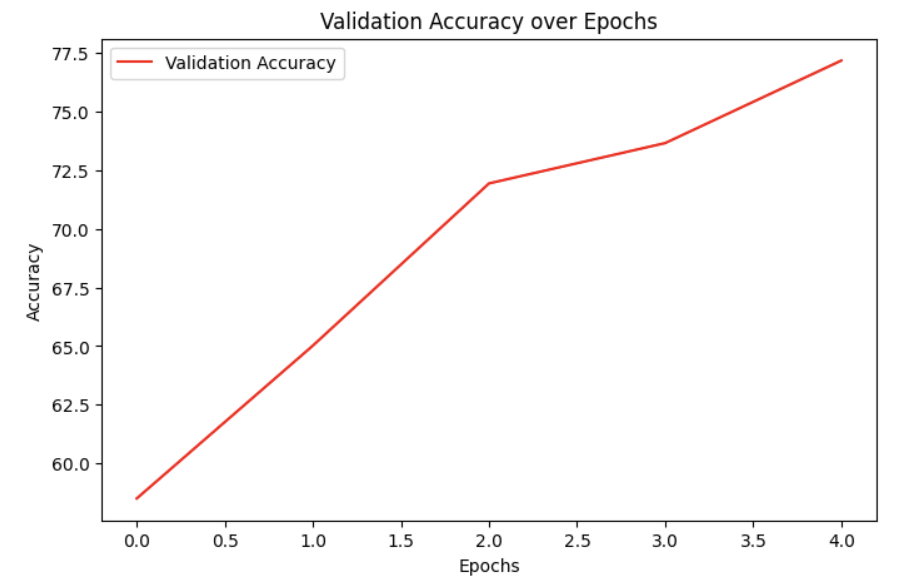 Validation Accuracy over Epochs
Validation Accuracy
77.5
75.0
72.5
70.0
67.5
65.0
62.5
60.0
Accuracy
0.0 0.5 1.0 1.5 2.0 2.5 3.0 3.5 4.0
Epochs